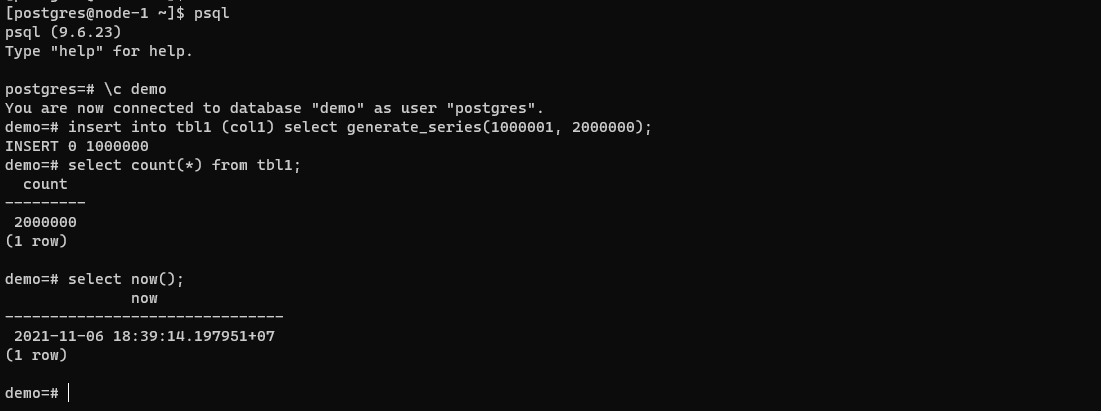 [postgres@node-1 ~]$ psql
psql (9.6.23)
Type "help" for help.
postgres=# \c demo
You are now connected to database "demo" as user "postgres".
demo=# insert into tbl1 (col1) select generate_series(1000001, 2000000);
INSERT 0 1000000
demo=# select count(*) from tbl1;
count
---------
2000000
(1 row)
demo=# select now();
now
-------------------------------
2021-11-06 18:39:14.197951+07
(1 row)
demo=#